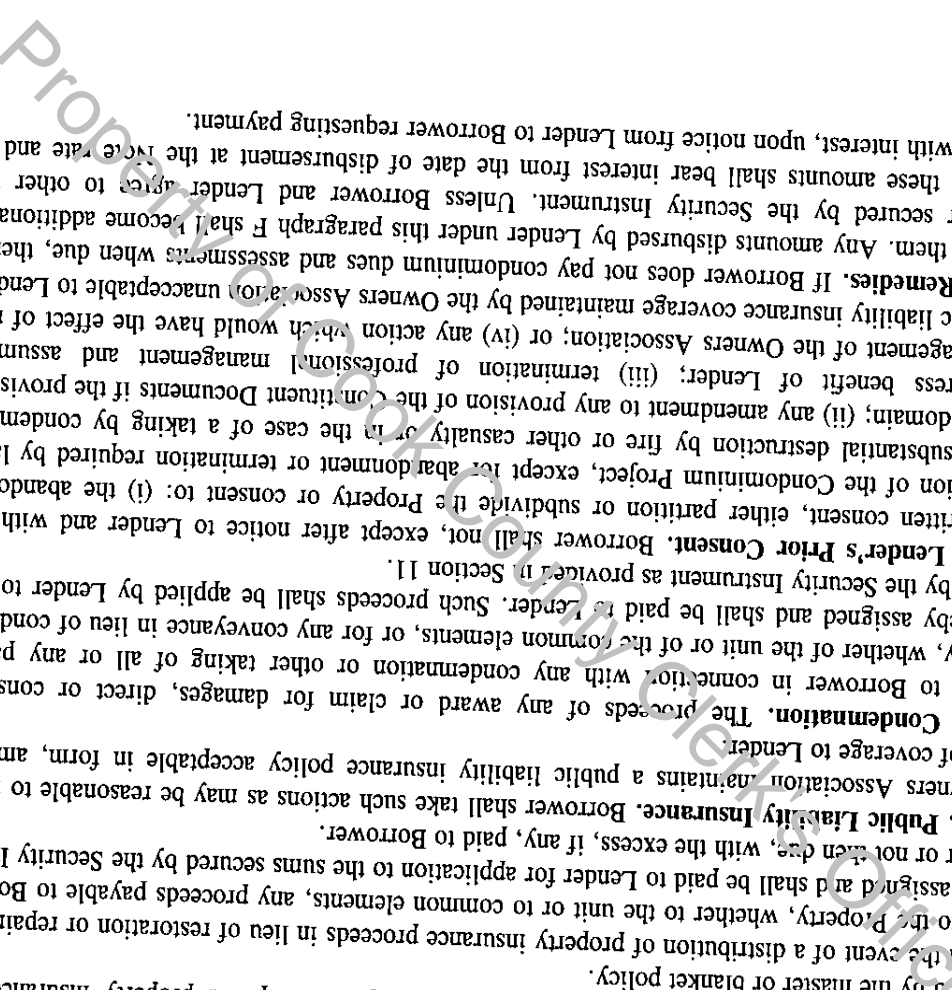 by the master or blanket policy.
the event of a distribution of property insurance proceeds in lieu of restoration or repair
o the Property, whether to the unit or to common elements, any proceeds payable to Bo
assigned and shall be paid to Lender for application to the sums secured by the Security I
r or not then due, with the excess, if any, paid to Borrower.
. Public Liability Insurance. Borrower shall take such actions as may be reasonable to
ners Association maintains a public liability insurance policy acceptable in form, am
of coverage to Lender.
Condemnation. The proceeds of any award or claim for damages, direct or cons
to Borrower in connection with any condemnation or other taking of all or any pa
y, whether of the unit or of the common elements, or for any conveyance in lieu of cond
eby assigned and shall be paid to Lender. Such proceeds shall be applied by Lender to
by the Security Instrument as provided in Section 11.
Lender's Prior Consent. Borrower shall not, except after notice to Lender and with
ritten consent, either partition or subdivide the Property or consent to: (i) the abando
tion of the Condominium Project, except for abandonment or termination required by la
substantial destruction by fire or other casualty or in the case of a taking by condem
domain; (ii) any amendment to any provision of the Constituent Documents if the provis
ress benefit of Lender; (iii) termination of professional management and assum
agement of the Owners Association; or (iv) any action which would have the effect of
c liability insurance coverage maintained by the Owners Association unacceptable to Lend
Remedies. If Borrower does not pay condominium dues and assessments when due, the
them. Any amounts disbursed by Lender under this paragraph F shall become additiona
r secured by the Security Instrument. Unless Borrower and Lender agree to other
these amounts shall bear interest from the date of disbursement at the Note rate and
with interest, upon notice from Lender to Borrower requesting payment.
Property of Cook County Clerk's Offic